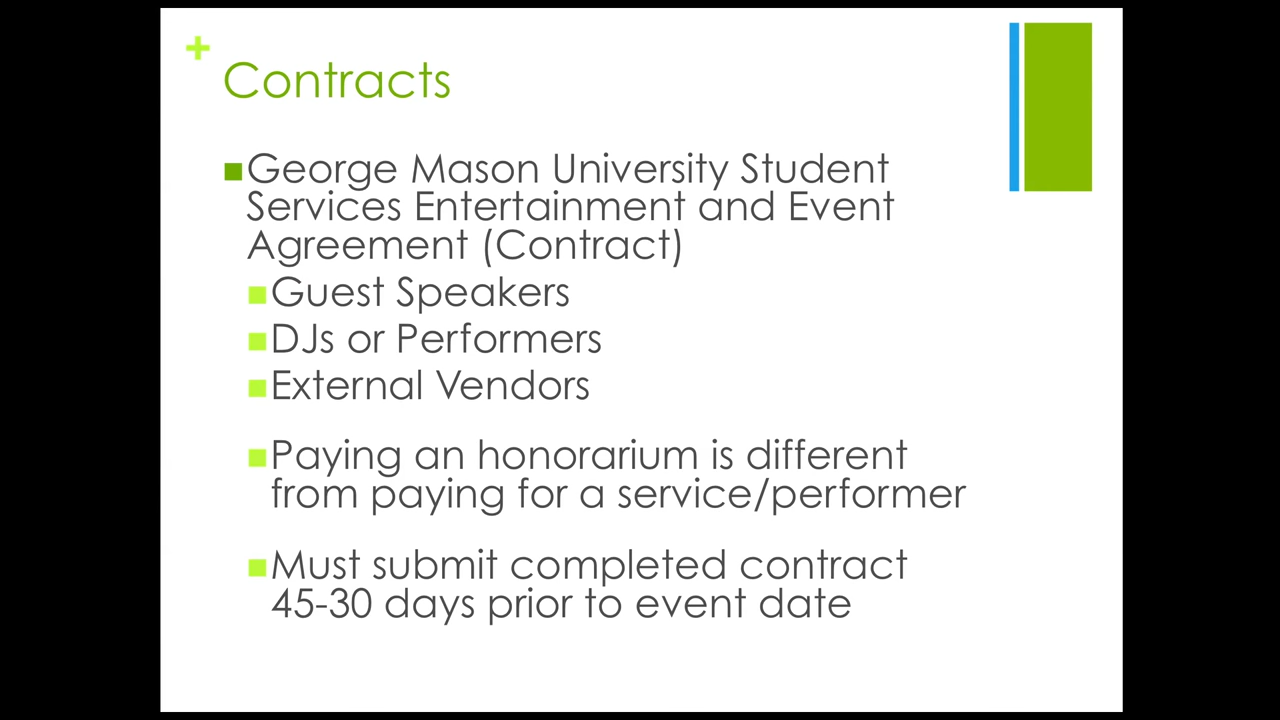 +
Contracts
George Mason University Student
Services Entertainment and Event
Agreement (Contract)
Guest Speakers
DJs or Performers
External Vendors
Paying an honorarium is different
from paying for a service/performer
Must submit completed contract
45-30 days prior to event date